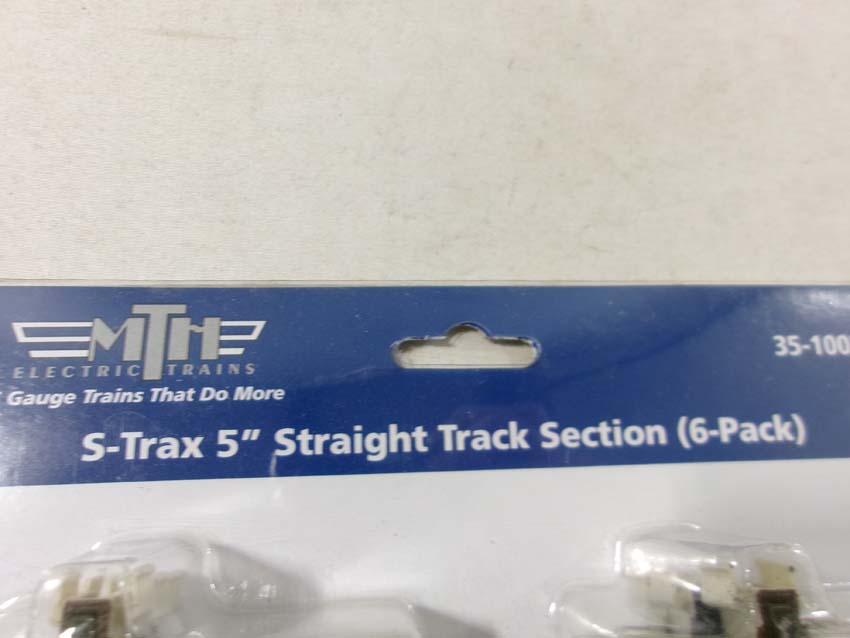 MTH
ELECTRIC TRAINS
Gauge Trains That Do More
35-100
S-Trax 5” Straight Track Section (6-Pack)